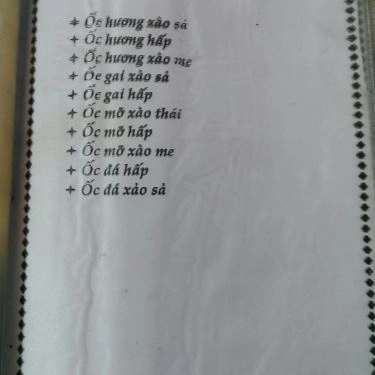 Ốc hương xào sả
Ốc hương hấp
Ốc hương xào me
Ốc gai xào sả
Ốc gai hấp
Ốc mỡ xào thái
Ốc mỡ hấp
Ốc mỡ xào me
Ốc đá hấp
Ốc đá xảo sả